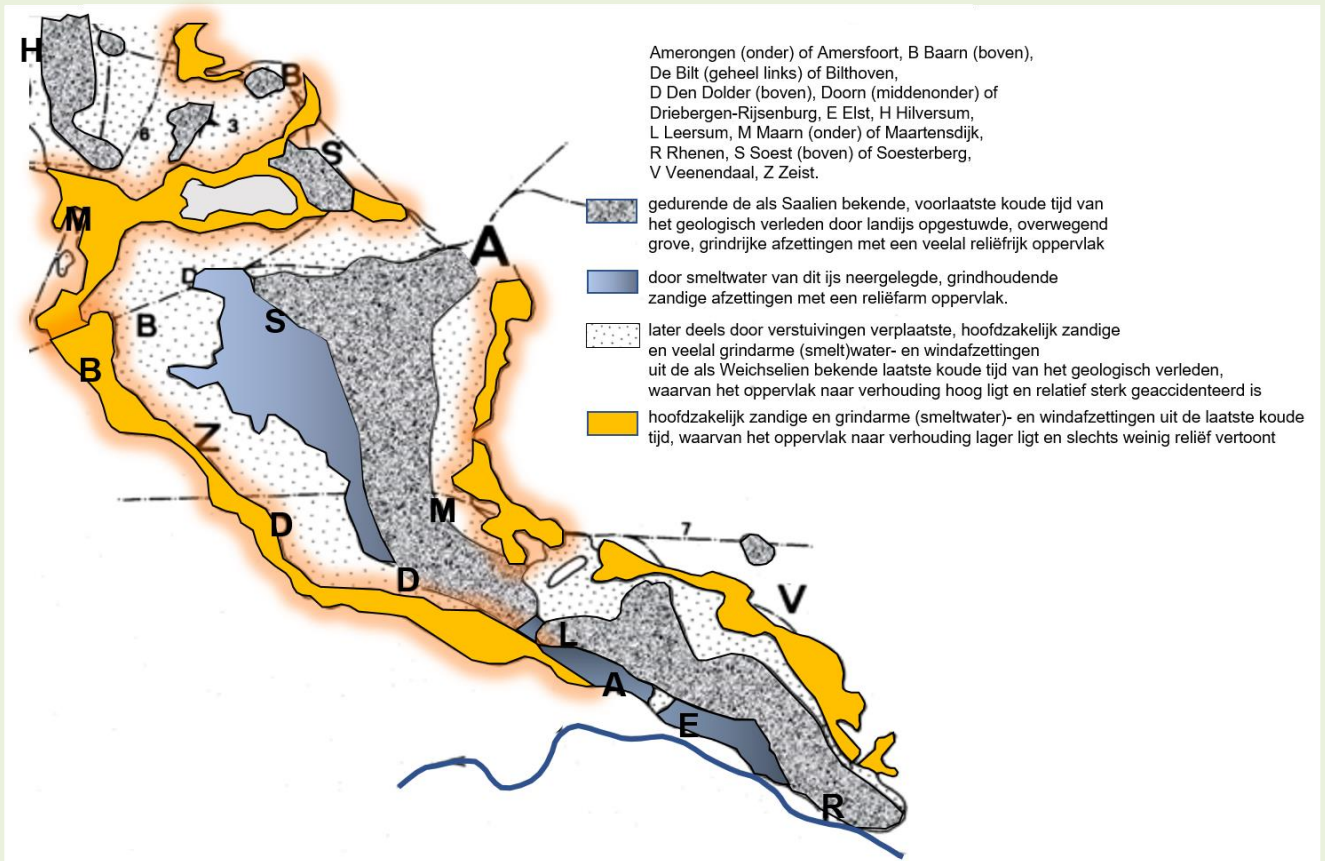 H
B
6
3
S
M
A
D
S
B
B
Z
M
D
7
D
V
L
A
E
R
Amerongen (onder) of Amersfoort, B Baarn (boven),
De Bilt (geheel links) of Bilthoven,
D Den Dolder (boven), Doorn (middenonder) of
Driebergen-Rijsenburg, E Elst, H Hilversum,
L Leersum, M Maarn (onder) of Maartensdijk,
R Rhenen, S Soest (boven) of Soesterberg,
V Veenendaal, Z Zeist.
gedurende de als Saalien bekende, voorlaatste koude tijd van
het geologisch verleden door landijs opgestuwde, overwegend
grove, grindrijke afzettingen met een veelal reliëfrijk oppervlak
door smeltwater van dit ijs neergelegde, grindhoudende
zandige afzettingen met een reliëfarm oppervlak.
later deels door verstuivingen verplaatste, hoofdzakelijk zandige
en veelal grindarme (smelt)water- en windafzettingen
uit de als Weichselien bekende laatste koude tijd van het geologisch verleden,
waarvan het oppervlak naar verhouding hoog ligt en relatief sterk geaccidenteerd is
hoofdzakelijk zandige en grindarme (smeltwater)- en windafzettingen uit de laatste koude
tijd, waarvan het oppervlak naar verhouding lager ligt en slechts weinig reliëf vertoont